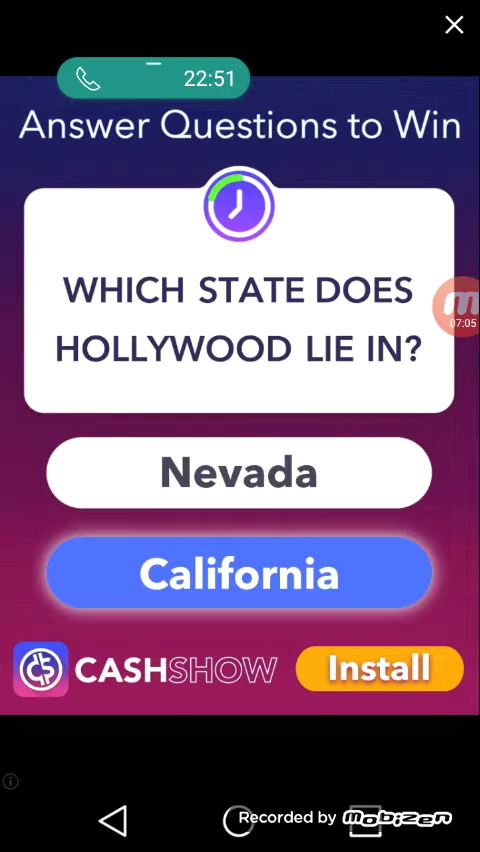 22:51
Answer Questions to Win
WHICH STATE DOES
HOLLYWOOD LIE IN?
07:05
Nevada
California
CASHSHOW
Install
Recorded by Mobizen